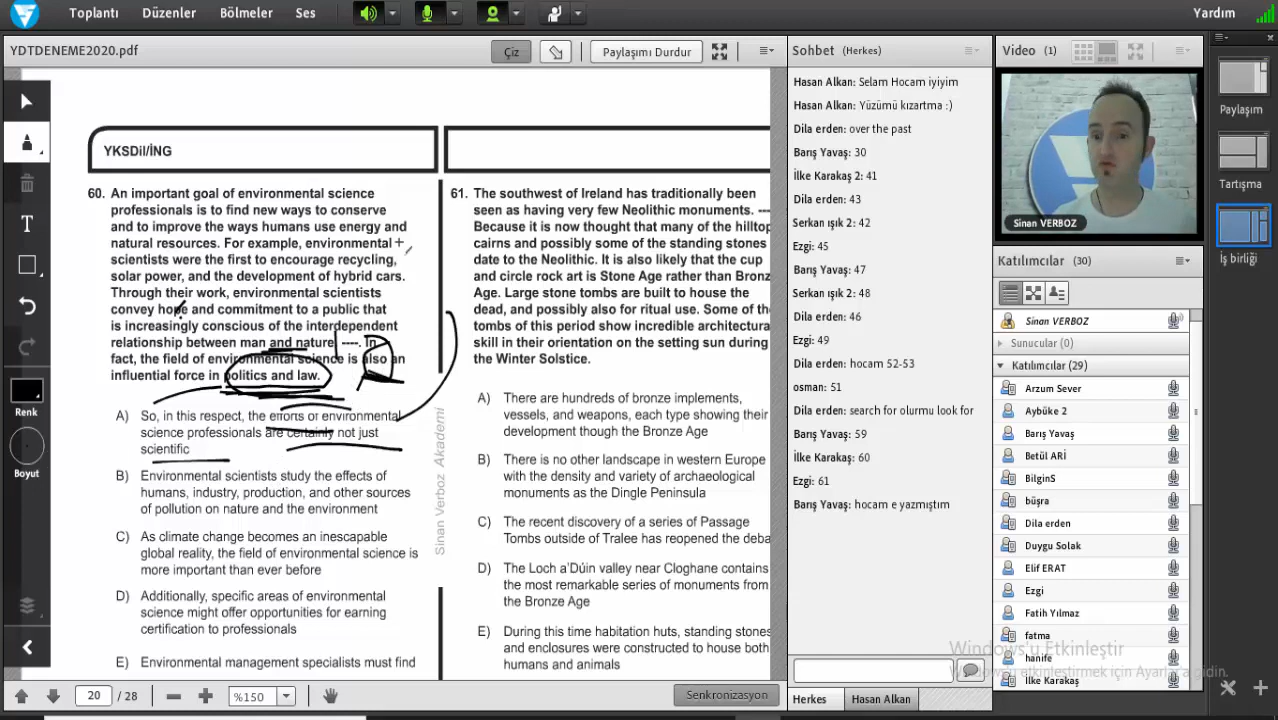 Toplantı Düzenler Bölmeler Ses Yardım
YDTDENEME2020.pdf
Çiz
Paylaşımı Durdur
YKSDil/İNG
60. An important goal of environmental science
professionals is to find new ways to conserve
and to improve the ways humans use energy and
natural resources. For example, environmental
scientists were the first to encourage recycling,
solar power, and the development of hybrid cars.
Through their work, environmental scientists
convey hope and commitment to a public that
is increasingly conscious of the interdependent
relationship between man and nature ----. In
fact, the field of environmental science is also an
influential force in politics and law.
A) So, in this respect, the efforts of environmental
science professionals are certainly not just
scientific
B) Environmental scientists study the effects of
humans, industry, production, and other sources
of pollution on nature and the environment
C) As climate change becomes an inescapable
global reality, the field of environmental science is
more important than ever before
D) Additionally, specific areas of environmental
science might offer opportunities for earning
certification to professionals
E) Environmental management specialists must find
Sinan Verboz Akademi
61. The southwest of Ireland has traditionally been
seen as having very few Neolithic monuments. ---
Because it is now thought that many of the hilltop
cairns and possibly some of the standing stones
date to the Neolithic. It is also likely that the cup
and circle rock art is Stone Age rather than Bronz
Age. Large stone tombs are built to house the
dead, and possibly also for ritual use. Some of th
tombs of this period show incredible architectura
skill in their orientation on the setting sun during
the Winter Solstice.
A) There are hundreds of bronze implements,
vessels, and weapons, each type showing their
development though the Bronze Age
B) There is no other landscape in western Europe
with the density and variety of archaeological
monuments as the Dingle Peninsula
C) The recent discovery of a series of Passage
Tombs outside of Tralee has reopened the deba
D) The Loch a'Dúin valley near Cloghane contains
the most remarkable series of monuments from
the Bronze Age
E) During this time habitation huts, standing stones
and enclosures were constructed to house both
humans and animals
Renk
Boyut
20 / 28
%150
Senkronizasyon
Sohbet (Herkes)
Hasan Alkan: Selam Hocam iyiyim
Hasan Alkan: Yüzümü kızartma :)
Dila erden: over the past
Barış Yavaş: 30
İlke Karakaş 2: 41
Dila erden: 43
Serkan ışık 2: 42
Ezgi: 45
Barış Yavaş: 47
Serkan ışık 2: 48
Dila erden: 46
Ezgi: 49
Dila erden: hocam 52-53
osman: 51
Dila erden: search for olurmu look for
Barış Yavaş: 59
İlke Karakaş: 60
Ezgi: 61
Barış Yavaş: hocam e yazmıştım
Herkes
Hasan Alkan
Video (1)
Sinan VERBOZ
Katılımcılar (30)
Sinan VERBOZ
Sunucular (0)
Katılımcılar (29)
Arzum Sever
Aybüke 2
Barış Yavaş
Betül ARİ
BilginS
büşra
Dila erden
Duygu Solak
Elif ERAT
Ezgi
Fatih Yılmaz
fatma
hanife
İlke Karakaş
Windows'u Etkinleştir
Windows'u etkinleştirmek için Ayarlar'a gidin.
Paylaşım
Tartışma
İş birliği